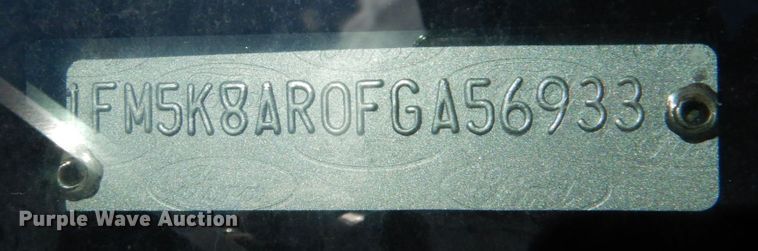 1FM5K8AR0FGA56933
Purple Wave Auction